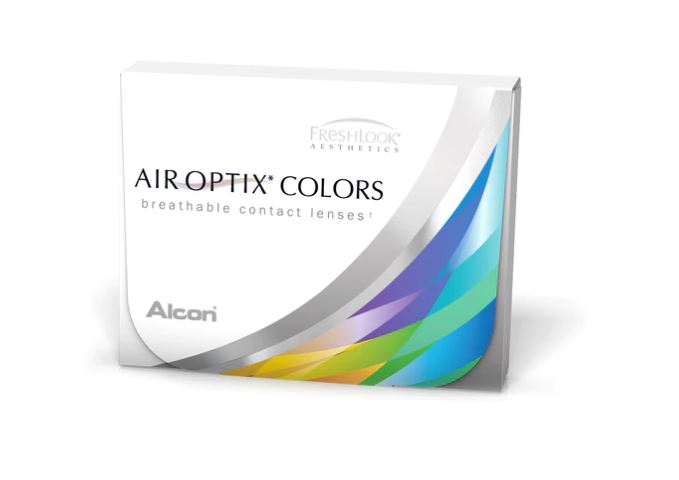 FRESHLOOK®
AESTHETICS
AIR OPTIX* COLORS
breathable contact lenses†
Alcon®